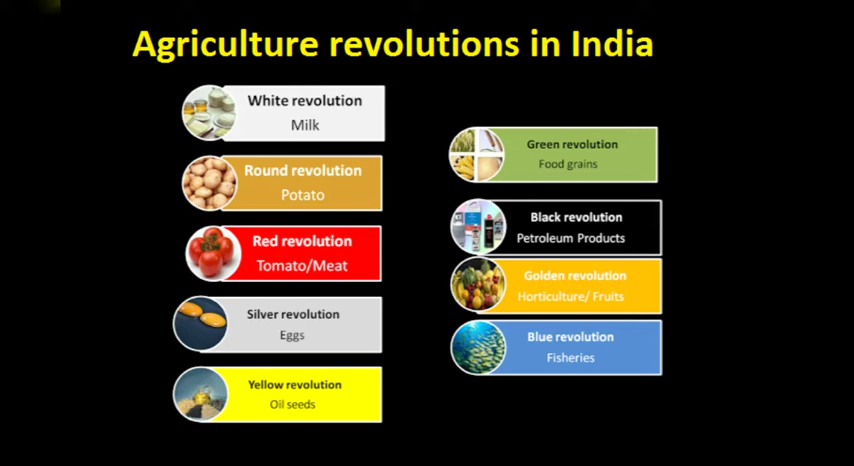 Agriculture revolutions in India
White revolution
Milk
Round revolution
Potato
Red revolution
Tomato/Meat
Silver revolution
Eggs
Yellow revolution
Oil seeds
Green revolution
Food grains
Black revolution
Petroleum Products
Golden revolution
Horticulture/ Fruits
Blue revolution
Fisheries